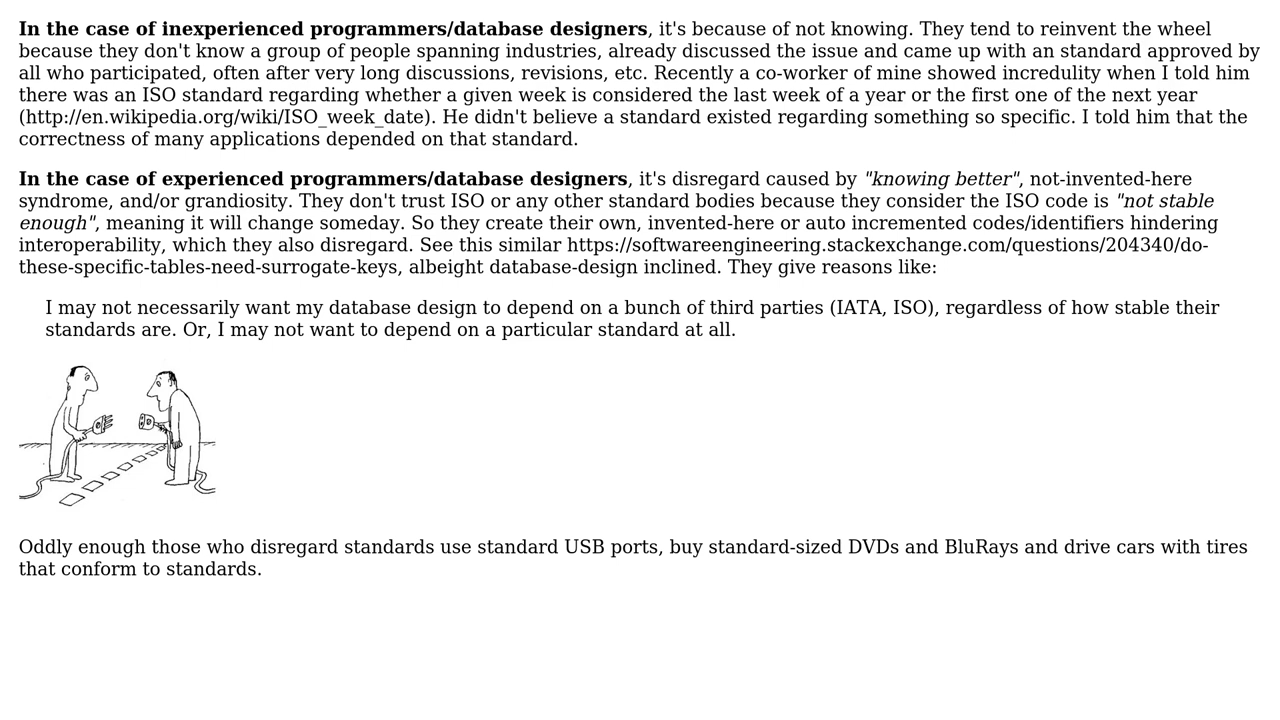 In the case of inexperienced programmers/database designers, it's because of not knowing. They tend to reinvent the wheel
because they don't know a group of people spanning industries, already discussed the issue and came up with an standard approved by
all who participated, often after very long discussions, revisions, etc. Recently a co-worker of mine showed incredulity when I told him
there was an ISO standard regarding whether a given week is considered the last week of a year or the first one of the next year
(http://en.wikipedia.org/wiki/ISO_week_date). He didn't believe a standard existed regarding something so specific. I told him that the
correctness of many applications depended on that standard.
In the case of experienced programmers/database designers, it's disregard caused by "knowing better", not-invented-here
syndrome, and/or grandiosity. They don't trust ISO or any other standard bodies because they consider the ISO code is "not stable
enough", meaning it will change someday. So they create their own, invented-here or auto incremented codes/identifiers hindering
interoperability, which they also disregard. See this similar https://softwareengineering.stackexchange.com/questions/204340/do-
these-specific-tables-need-surrogate-keys, albeight database-design inclined. They give reasons like:
I may not necessarily want my database design to depend on a bunch of third parties (IATA, ISO), regardless of how stable their
standards are. Or, I may not want to depend on a particular standard at all.
Oddly enough those who disregard standards use standard USB ports, buy standard-sized DVDs and BluRays and drive cars with tires
that conform to standards.